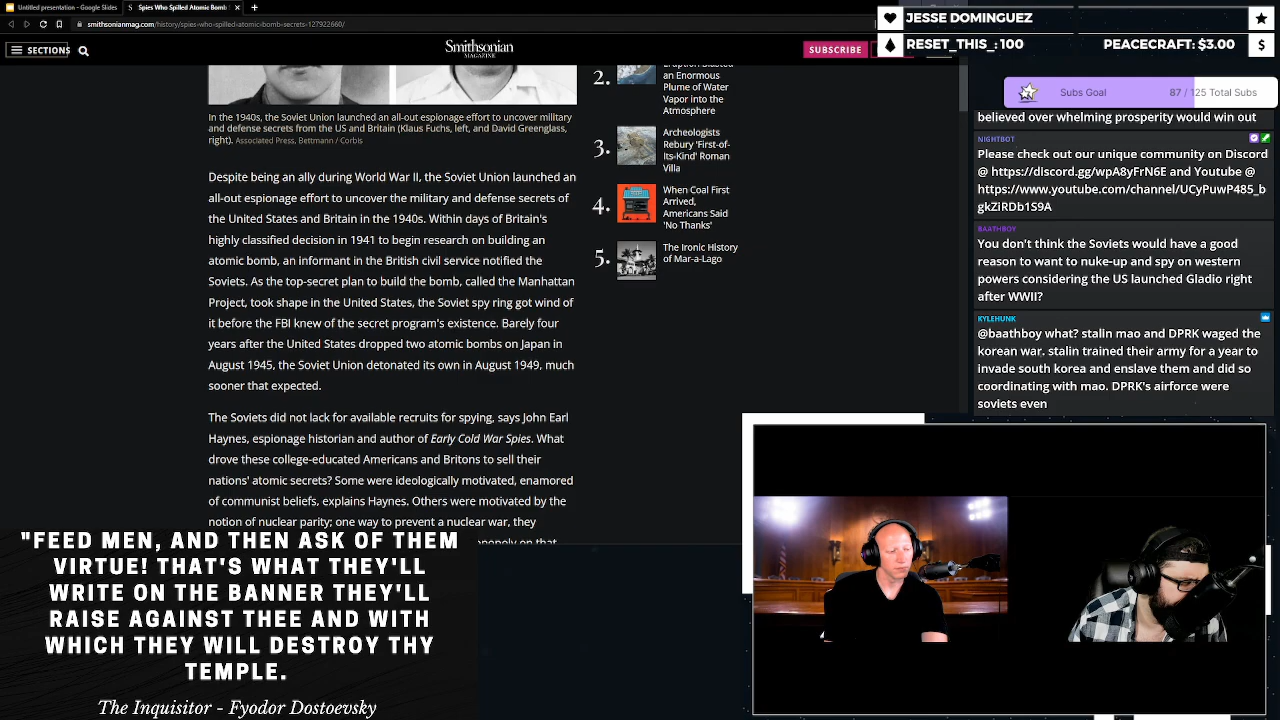 Untitled presentation - Google Slides
Spies Who Spilled Atomic Bomb
smithsonianmag.com/history/spies-who-spilled-atomic-bomb-secrets-127922660/
SECTIONS
Smithsonian
MAGAZINE
SUBSCRIBE
In the 1940s, the Soviet Union launched an all-out espionage effort to uncover military
and defense secrets from the US and Britain (Klaus Fuchs, left, and David Greenglass,
right). Associated Press, Bettmann / Corbis
Despite being an ally during World War II, the Soviet Union launched an
all-out espionage effort to uncover the military and defense secrets of
the United States and Britain in the 1940s. Within days of Britain's
highly classified decision in 1941 to begin research on building an
atomic bomb, an informant in the British civil service notified the
Soviets. As the top-secret plan to build the bomb, called the Manhattan
Project, took shape in the United States, the Soviet spy ring got wind of
it before the FBI knew of the secret program's existence. Barely four
years after the United States dropped two atomic bombs on Japan in
August 1945, the Soviet Union detonated its own in August 1949, much
sooner that expected.
The Soviets did not lack for available recruits for spying, says John Earl
Haynes, espionage historian and author of Early Cold War Spies. What
drove these college-educated Americans and Britons to sell their
nations' atomic secrets? Some were ideologically motivated, enamored
of communist beliefs, explains Haynes. Others were motivated by the
notion of nuclear parity; one way to prevent a nuclear war, they
2.
Eruption Blasted
an Enormous
Plume of Water
Vapor into the
Atmosphere
3.
Archeologists
Rebury 'First-of-
Its-Kind' Roman
Villa
4.
When Coal First
Arrived,
Americans Said
'No Thanks'
5.
The Ironic History
of Mar-a-Lago
JESSE DOMINGUEZ
RESET_THIS_: 100
PEACECRAFT: $3.00
$
Subs Goal
87 / 125 Total Subs
believed over whelming prosperity would win out
NIGHTBOT
Please check out our unique community on Discord
@ https://discord.gg/wpA8yFrN6E and Youtube @
https://www.youtube.com/channel/UCyPuwP485_b
gkZiRDb1S9A
BAATHBOY
You don't think the Soviets would have a good
reason to want to nuke-up and spy on western
powers considering the US launched Gladio right
after WWII?
KYLEHUNK
@baathboy what? stalin mao and DPRK waged the
korean war. stalin trained their army for a year to
invade south korea and enslave them and did so
coordinating with mao. DPRK's airforce were
soviets even
"FEED MEN, AND THEN ASK OF THEM
VIRTUE! THAT'S WHAT THEY'LL
WRITE ON THE BANNER THEY'LL
RAISE AGAINST THEE AND WITH
WHICH THEY WILL DESTROY THY
TEMPLE.
The Inquisitor - Fyodor Dostoevsky